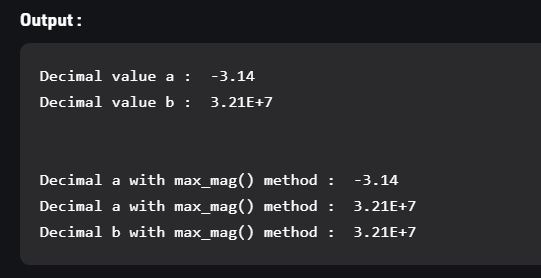 Output :
Decimal value a :  -3.14
Decimal value b :  3.21E+7
Decimal a with max_mag() method :  -3.14
Decimal a with max_mag() method :  3.21E+7
Decimal b with max_mag() method :  3.21E+7